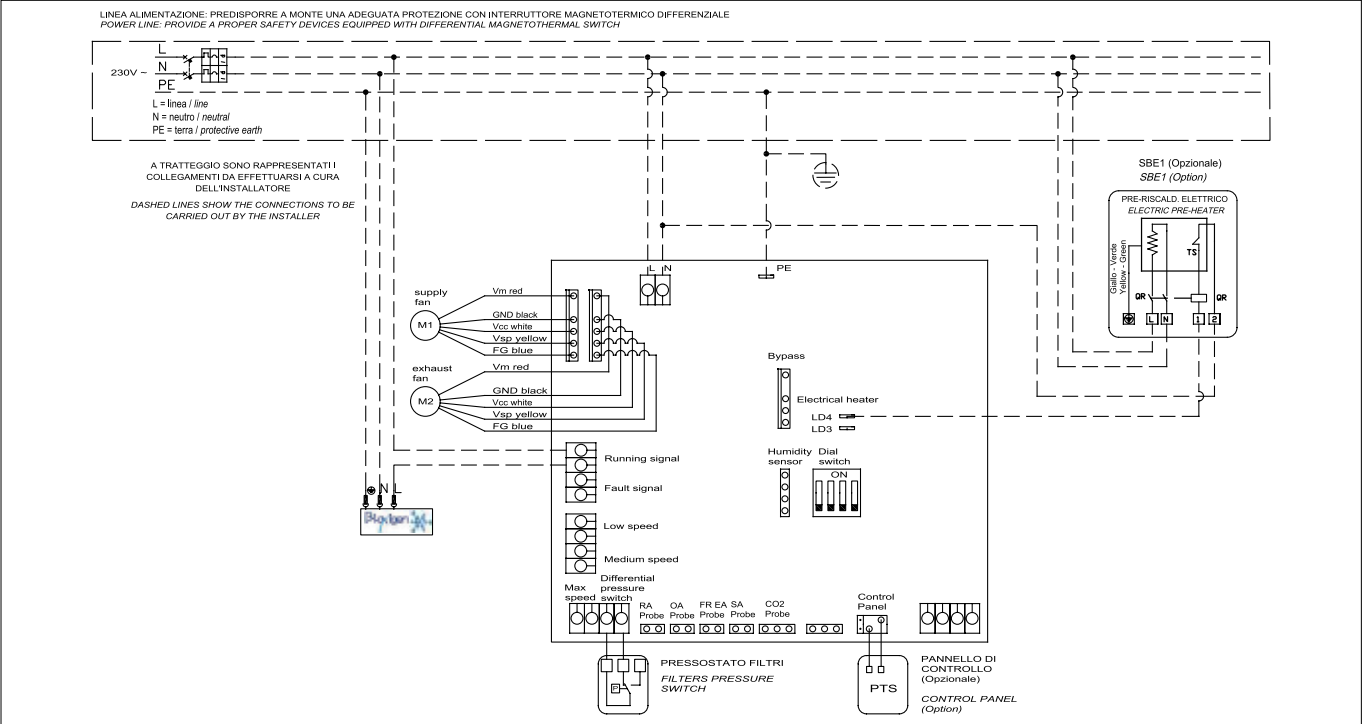 LINEA ALIMENTAZIONE: PREDISPORRE A MONTE UNA ADEGUATA PROTEZIONE CON INTERRUTTORE MAGNETOTERMICO DIFFERENZIALE
POWER LINE: PROVIDE A PROPER SAFETY DEVICES EQUIPPED WITH DIFFERENTIAL MAGNETOTHERMAL SWITCH
L
230V ~ N
PE
L = linea / line
N = neutro / neutral
PE = terra / protective earth
A TRATTEGGIO SONO RAPPRESENTATI I
COLLEGAMENTI DA EFFETTUARSI A CURA
DELL'INSTALLATORE
DASHED LINES SHOW THE CONNECTIONS TO BE
CARRIED OUT BY THE INSTALLER
SBE1 (Opzionale)
SBE1 (Option)
PRE-RISCALD. ELETTRICO
ELECTRIC PRE-HEATER
Giallo - Verde
Yellow - Green
TS
QR
QR
L N 1 2
L N
PE
supply
fan
M1
Vm red
GND black
Vcc white
Vsp yellow
FG blue
exhaust
fan
M2
Vm red
GND black
Vcc white
Vsp yellow
FG blue
Bypass
Electrical heater
LD4
LD3
Humidity
sensor
Dial
switch
ON
Running signal
Fault signal
N L
Low speed
Medium speed
Max
speed
Differential
pressure
switch
RA
Probe
OA
Probe
FR EA
Probe
SA
Probe
CO2
Probe
Control
Panel
P
PRESSOSTATO FILTRI
FILTERS PRESSURE
SWITCH
PTS
PANNELLO DI
CONTROLLO
(Opzionale)
CONTROL PANEL
(Option)